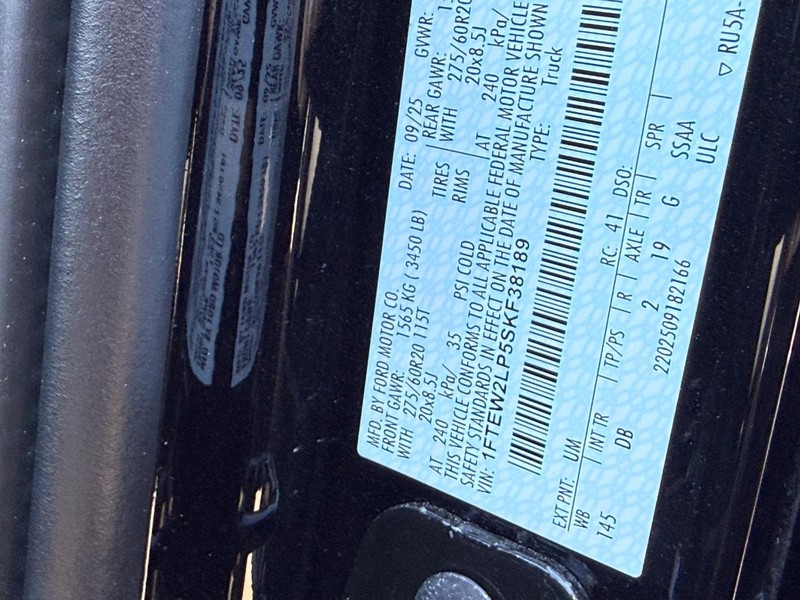 MFD. BY FORD MOTOR CO.
DATE: 09/25 GVWR:
FRONT GAWR: 1565 KG ( 3450 LB) REAR GAWR:
WITH 275/60R20 115T TIRES WITH 275/60R20
20x8.5J RIMS 20x8.5J
AT 240 kPa/ 35 PSI COLD AT 240 kPa/
THIS VEHICLE CONFORMS TO ALL APPLICABLE FEDERAL MOTOR VEHICLE
SAFETY STANDARDS IN EFFECT ON THE DATE OF MANUFACTURE SHOWN
VIN: 1FTEW2LP5SKF38189 TYPE: Truck
EXT PNT: UM RC: 41 DSO:
WB INT TR TP/PS R AXLE TR SPR
145 DB 2 19 G SSAA
2202509182166 ULC
▽ RU5A-